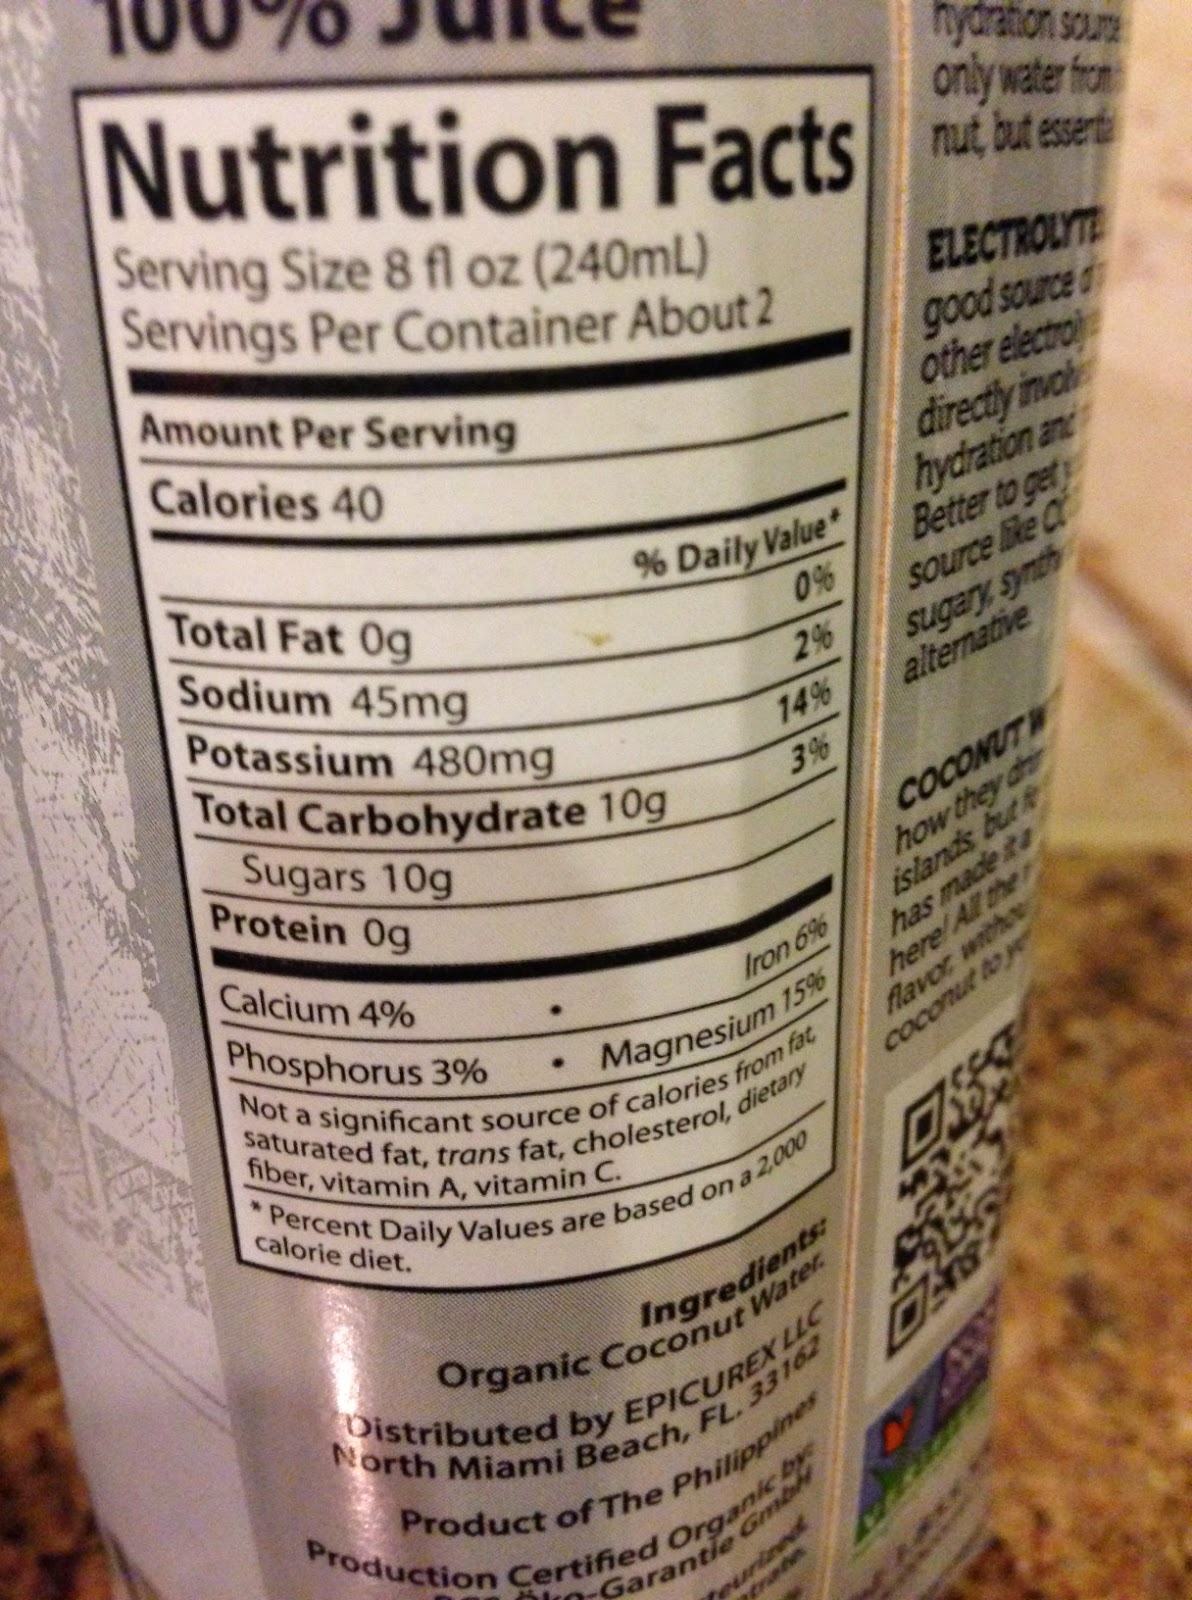 100% Juice
Nutrition Facts
Serving Size 8 fl oz (240mL)
Servings Per Container About 2
Amount Per Serving
Calories 40
% Daily Value*
Total Fat 0g 0%
Sodium 45mg 2%
Potassium 480mg 14%
Total Carbohydrate 10g 3%
Sugars 10g
Protein 0g
Calcium 4% • Iron 6%
Phosphorus 3% • Magnesium 15%
Not a significant source of calories from fat,
saturated fat, trans fat, cholesterol, dietary
fiber, vitamin A, vitamin C.
* Percent Daily Values are based on a 2,000
calorie diet.
Ingredients:
Organic Coconut Water.
Distributed by EPICUREX LLC
North Miami Beach, FL. 33162
Product of The Philippines
Production Certified Organic by:
Öko-Garantie GmbH
hydration source
only water from
nut, but
ELECTROLYTE
good source of
other
directly
hydration and
Better to get
source like
sugary,
alternative.
COCONUT
how they
islands, but
has made it a
here! All the
flavor,
coconut to